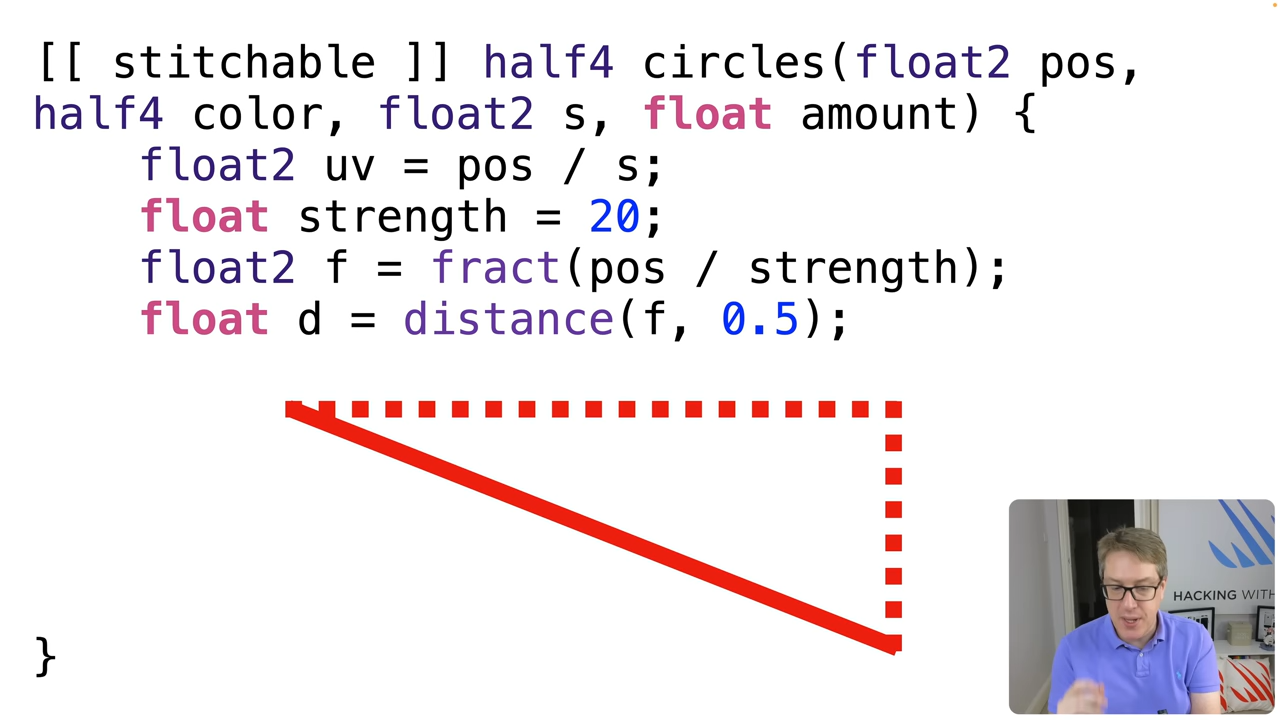 [[ stitchable ]] half4 circles(float2 pos,
half4 color, float2 s, float amount) {
    float2 uv = pos / s;
    float strength = 20;
    float2 f = fract(pos / strength);
    float d = distance(f, 0.5);
}
HACKING WITH